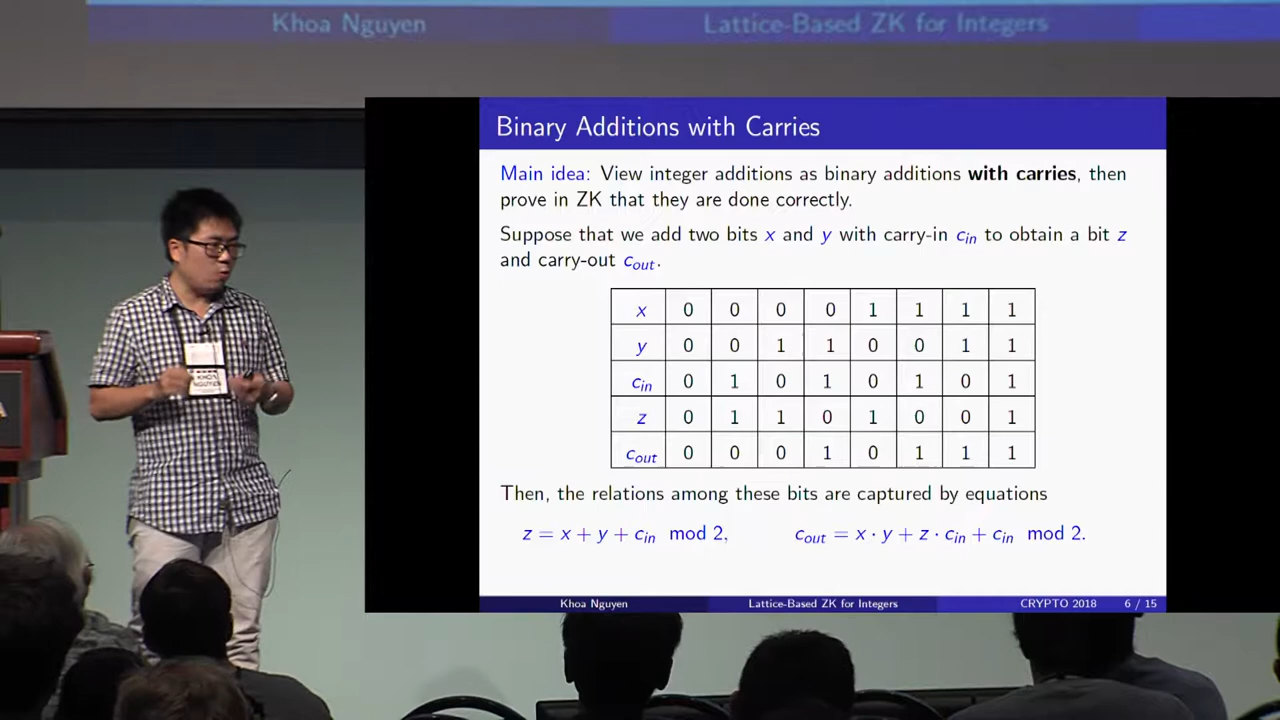 Khoa Nguyen Lattice-Based ZK for Integers
Binary Additions with Carries
Main idea: View integer additions as binary additions with carries, then
prove in ZK that they are done correctly.
Suppose that we add two bits x and y with carry-in c_in to obtain a bit z
and carry-out c_out.
x 0 0 0 0 1 1 1 1
y 0 0 1 1 0 0 1 1
c_in 0 1 0 1 0 1 0 1
z 0 1 1 0 1 0 0 1
c_out 0 0 0 1 0 1 1 1
Then, the relations among these bits are captured by equations
z = x + y + c_in mod 2, c_out = x · y + z · c_in + c_in mod 2.
Khoa Nguyen Lattice-Based ZK for Integers CRYPTO 2018 6 / 15
KHOA
NGUYEN
A